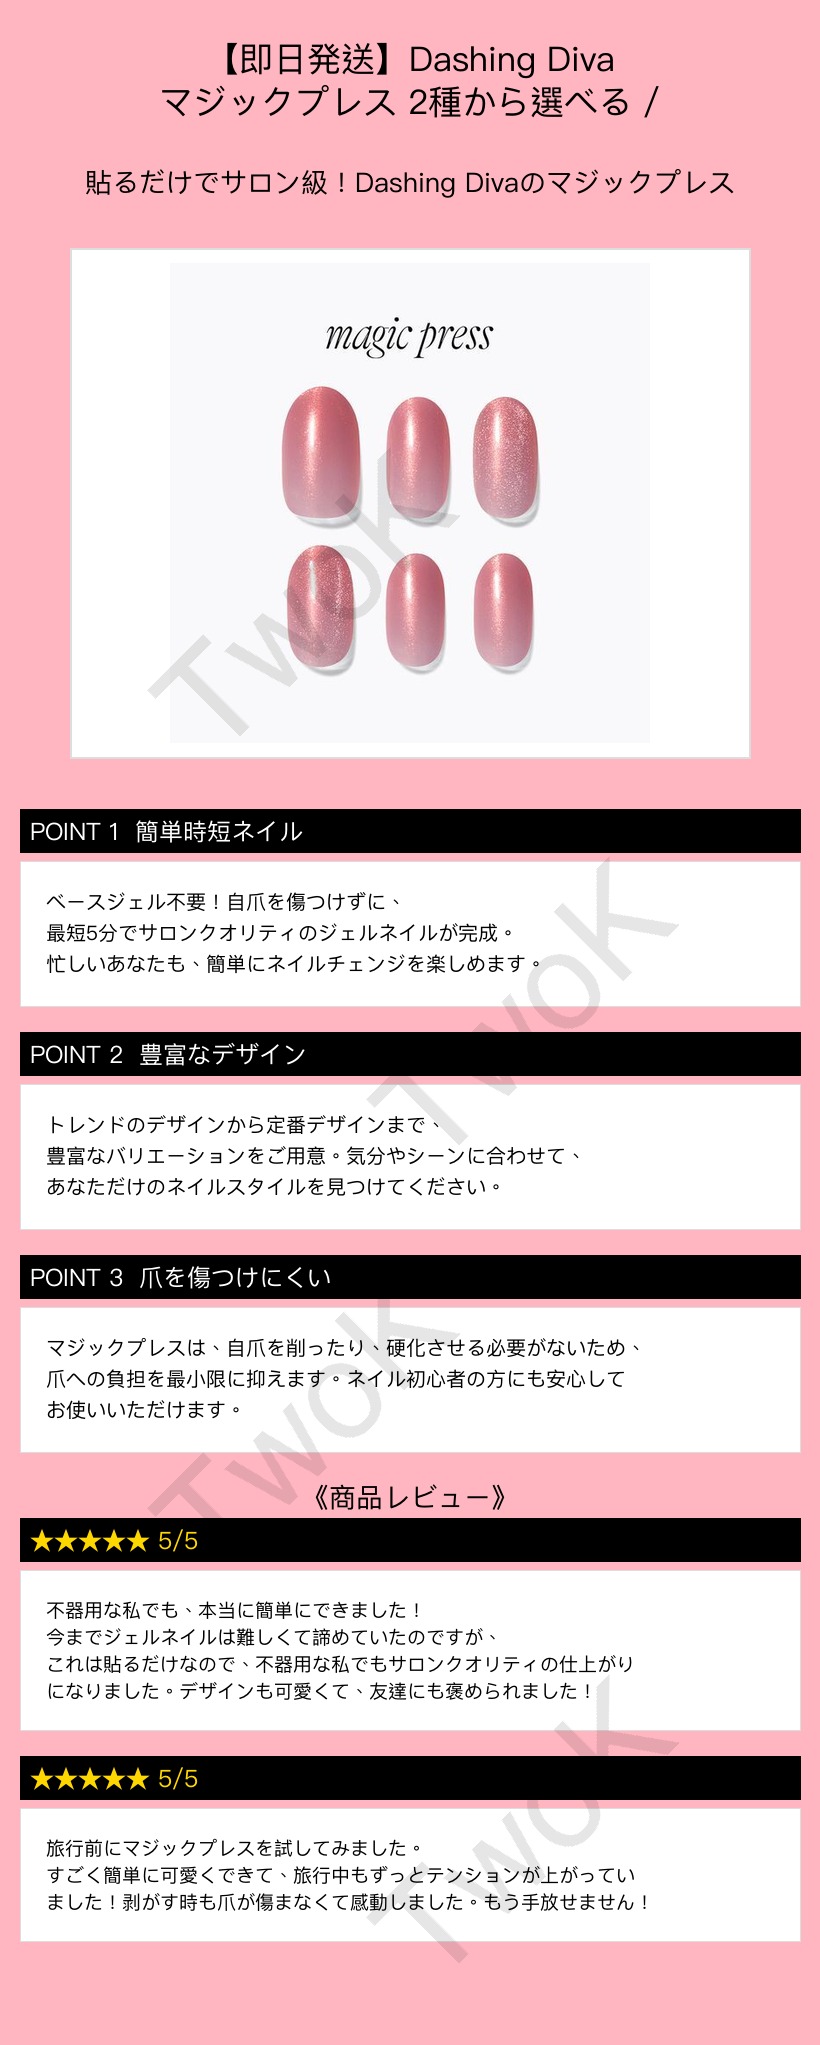 【即日発送】Dashing Diva
マジックプレス 2種から選べる /
貼るだけでサロン級！Dashing Divaのマジックプレス
magic press
TwoK
POINT 1 簡単時短ネイル
ベースジェル不要！自爪を傷つけずに、
最短5分でサロンクオリティのジェルネイルが完成。
忙しいあなたも、簡単にネイルチェンジを楽しめます。
TwoK
POINT 2 豊富なデザイン
トレンドのデザインから定番デザインまで、
豊富なバリエーションをご用意。気分やシーンに合わせて、
あなただけのネイルスタイルを見つけてください。
POINT 3 爪を傷つけにくい
マジックプレスは、自爪を削ったり、硬化させる必要がないため、
爪への負担を最小限に抑えます。ネイル初心者の方にも安心して
お使いいただけます。
TwoK
《商品レビュー》
★★★★★ 5/5
不器用な私でも、本当に簡単にできました！
今までジェルネイルは難しくて諦めていたのですが、
これは貼るだけなので、不器用な私でもサロンクオリティの仕上がり
になりました。デザインも可愛くて、友達にも褒められました！
★★★★★ 5/5
旅行前にマジックプレスを試してみました。
すごく簡単に可愛くできて、旅行中もずっとテンションが上がってい
ました！剥がす時も爪が傷まなくて感動しました。もう手放せません！
TwoK